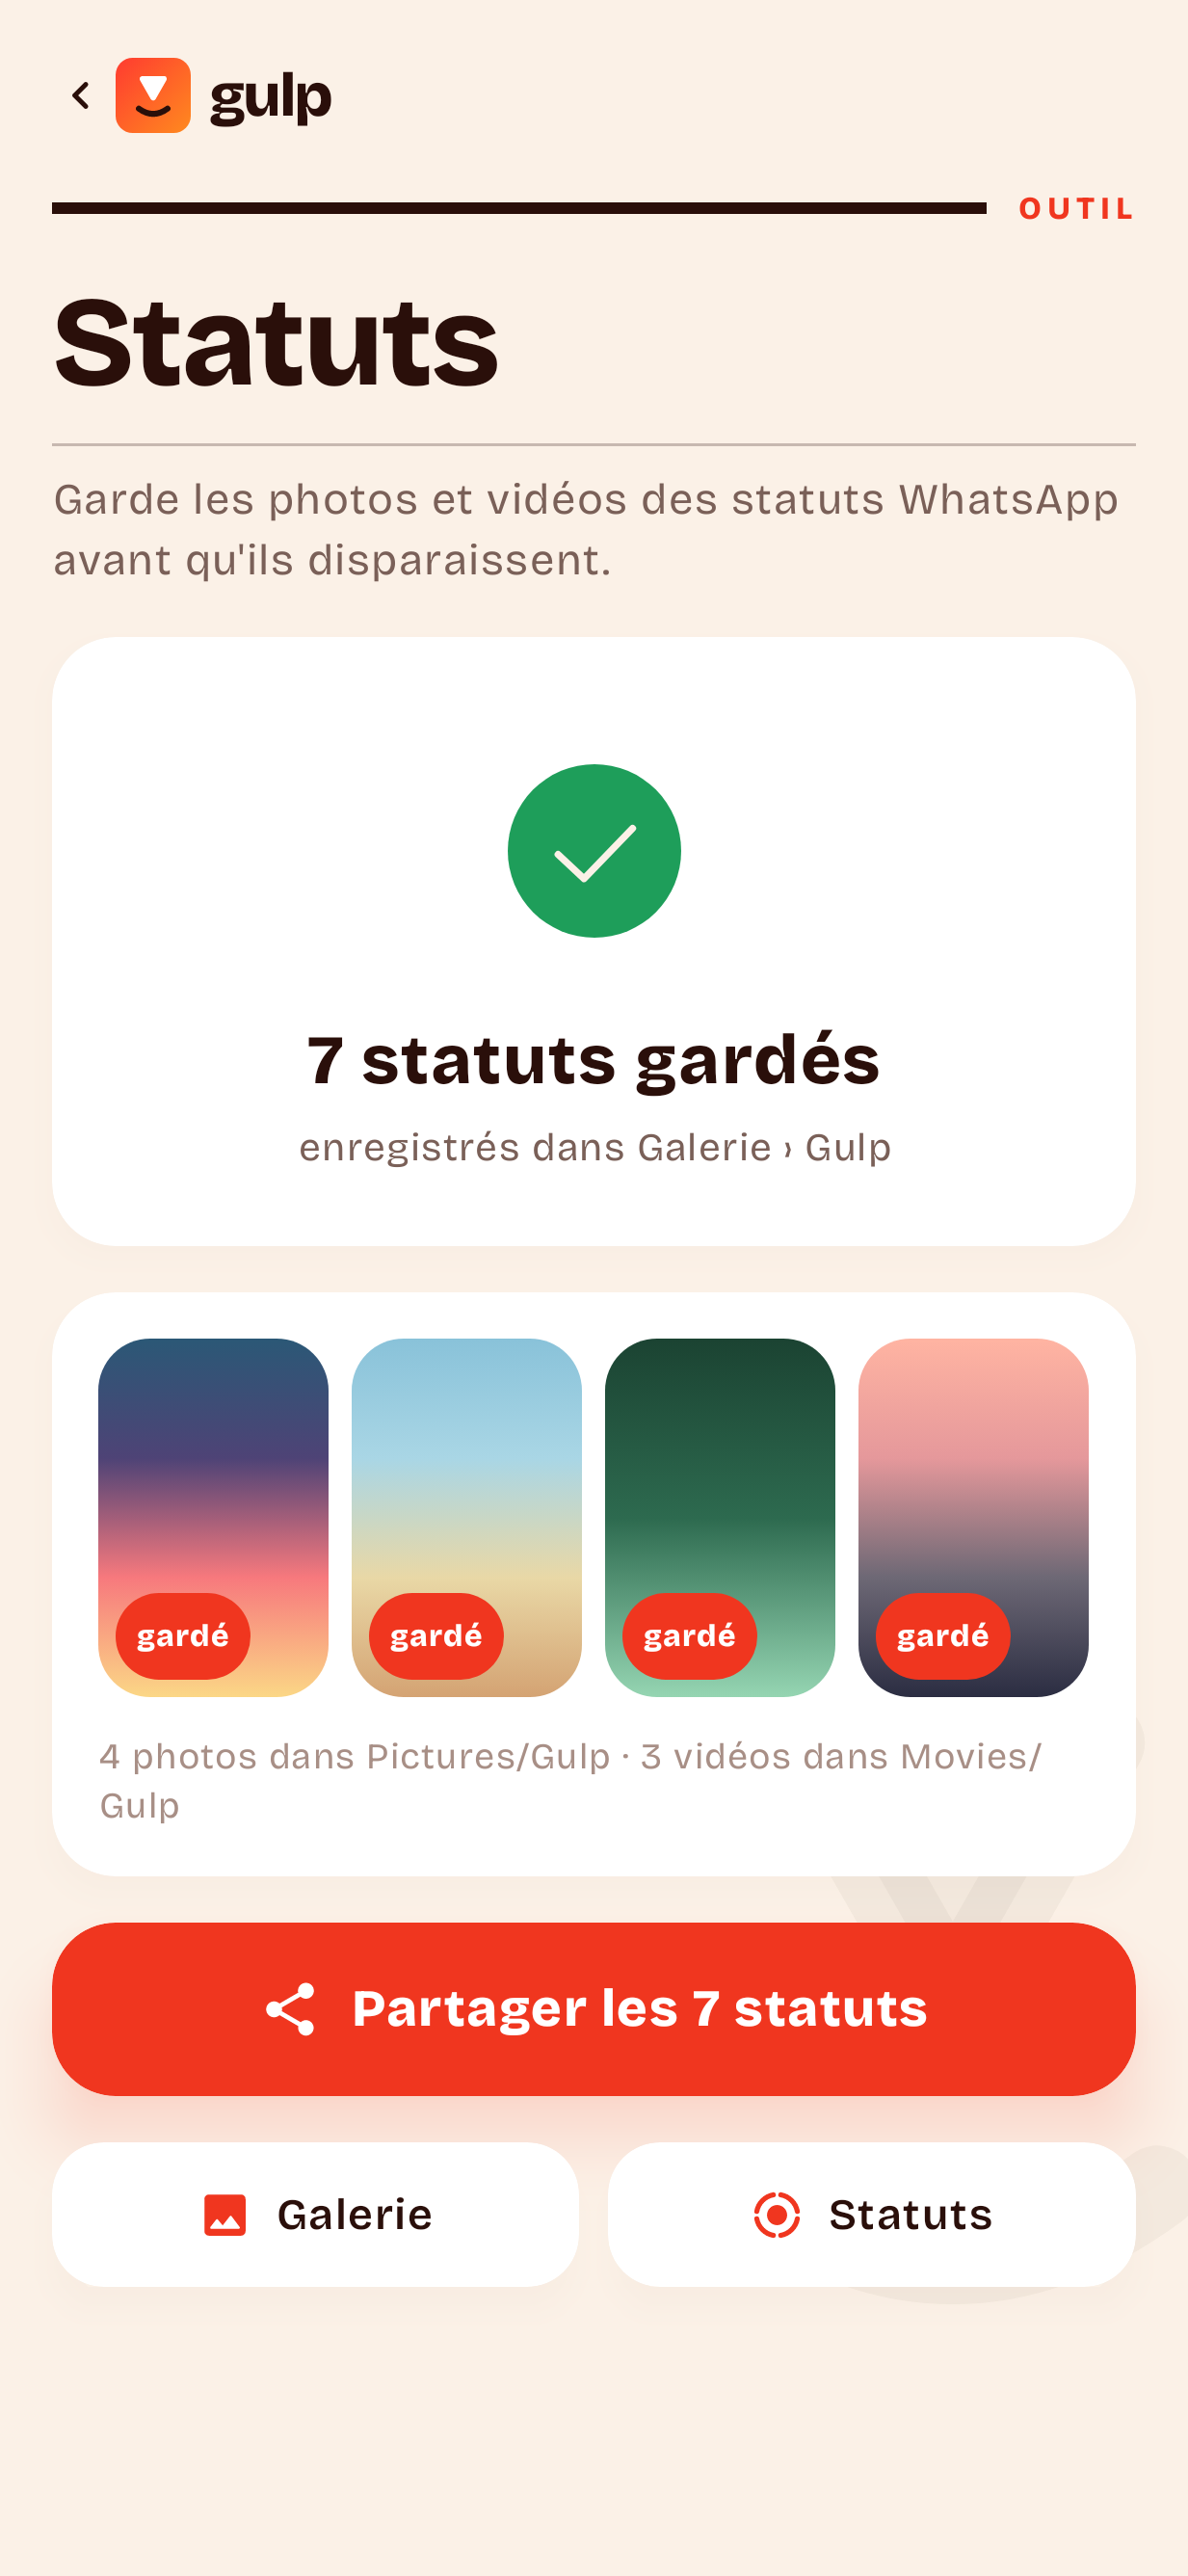 gulp
OUTIL
Statuts
Garde les photos et vidéos des statuts WhatsApp
avant qu'ils disparaissent.
7 statuts gardés
enregistrés dans Galerie › Gulp
gardé gardé gardé gardé
4 photos dans Pictures/Gulp · 3 vidéos dans Movies/
Gulp
Partager les 7 statuts
Galerie Statuts